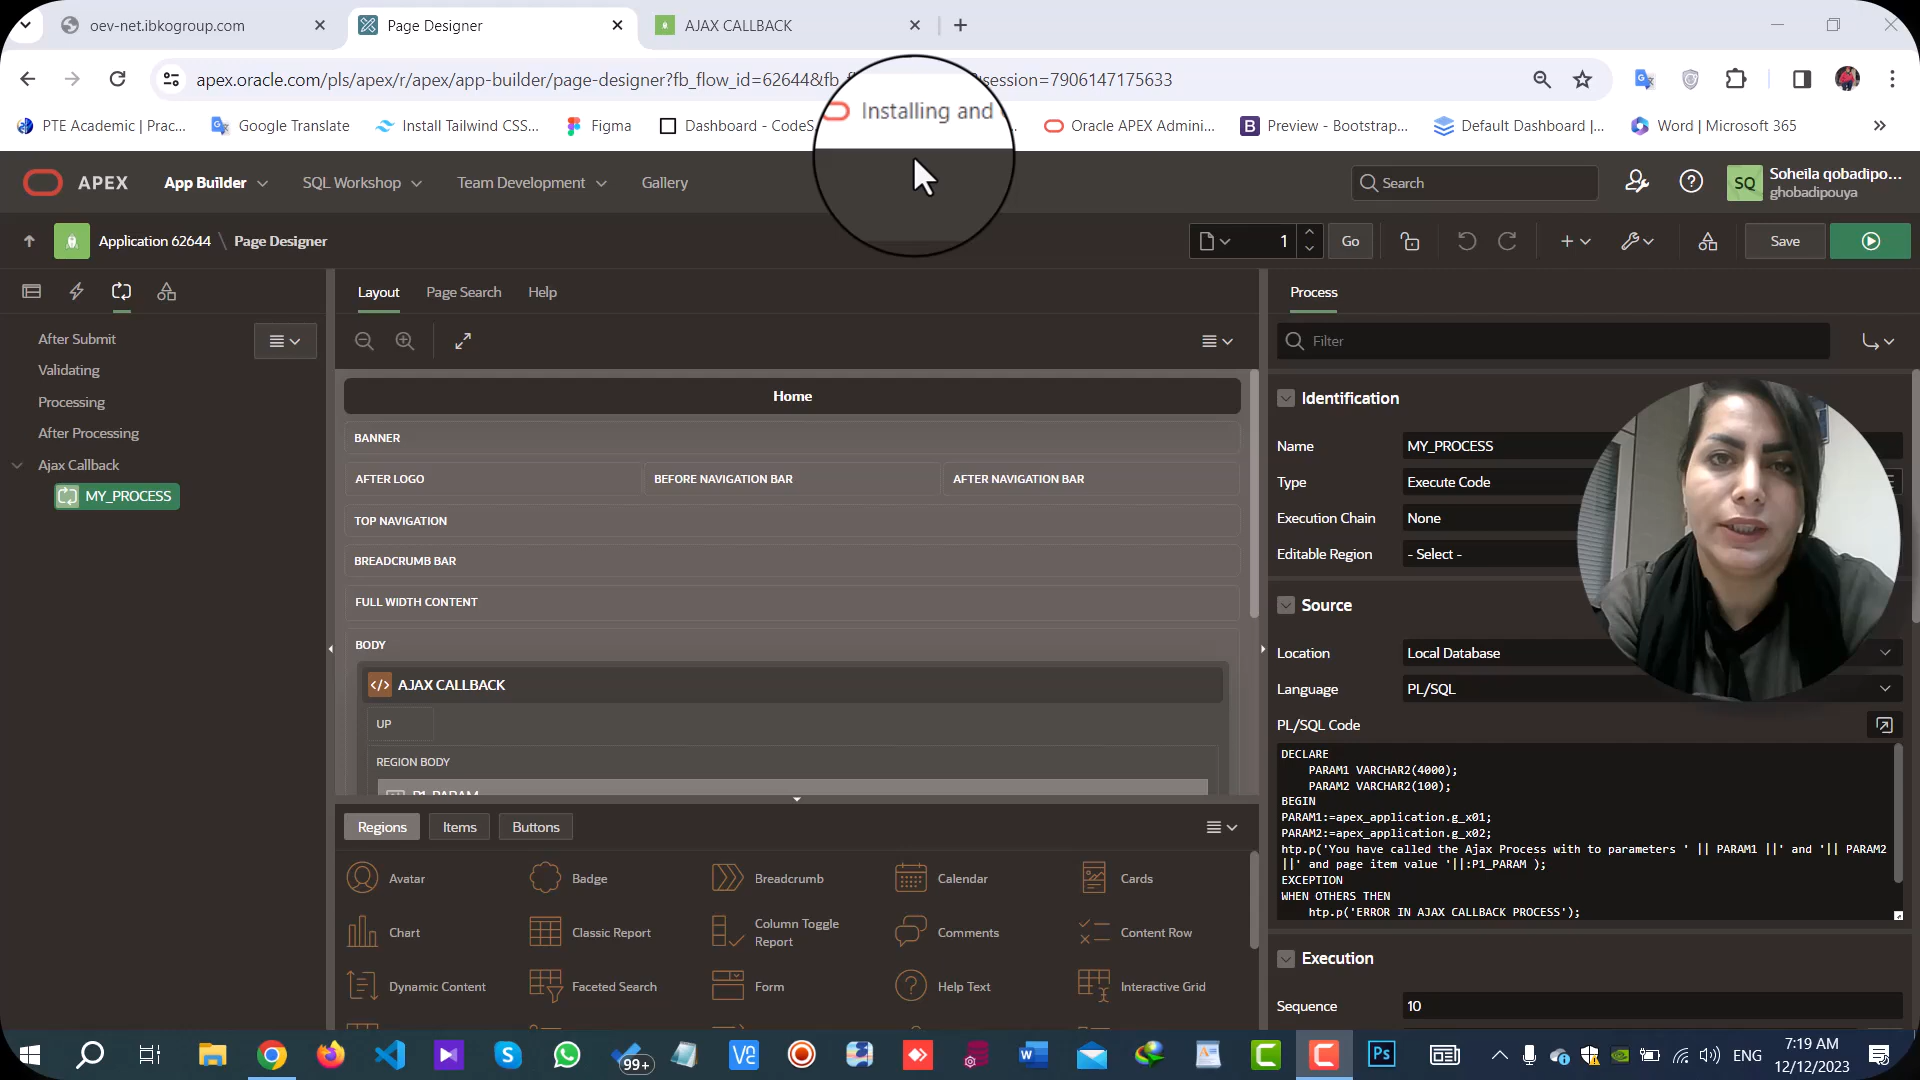 oev-net.ibkogroup.com
Page Designer
AJAX CALLBACK
apex.oracle.com/pls/apex/r/apex/app-builder/page-designer?fb_flow_id=62644&fb_fl
session=7906147175633
PTE Academic | Prac...
Google Translate
Install Tailwind CSS...
Figma
Dashboard - CodeS
Installing and
Oracle APEX Admini...
Preview - Bootstrap...
Default Dashboard |...
Word | Microsoft 365
APEX
App Builder
SQL Workshop
Team Development
Gallery
Search
SQ
Soheila qobadipo...
ghobadipouya
Application 62644 \ Page Designer
1
Go
Save
Layout
Page Search
Help
Process
After Submit
Validating
Processing
After Processing
Ajax Callback
MY_PROCESS
Home
BANNER
AFTER LOGO
BEFORE NAVIGATION BAR
AFTER NAVIGATION BAR
TOP NAVIGATION
BREADCRUMB BAR
FULL WIDTH CONTENT
BODY
AJAX CALLBACK
UP
REGION BODY
P1_PARAM
Regions
Items
Buttons
Avatar
Badge
Breadcrumb
Calendar
Cards
Chart
Classic Report
Column Toggle
Report
Comments
Content Row
Dynamic Content
Faceted Search
Form
Help Text
Interactive Grid
Filter
Identification
Name
MY_PROCESS
Type
Execute Code
Execution Chain
None
Editable Region
- Select -
Source
Location
Local Database
Language
PL/SQL
PL/SQL Code
DECLARE
PARAM1 VARCHAR2(4000);
PARAM2 VARCHAR2(100);
BEGIN
PARAM1:=apex_application.g_x01;
PARAM2:=apex_application.g_x02;
htp.p('You have called the Ajax Process with to parameters ' || PARAM1 ||' and '|| PARAM2
||' and page item value '||:P1_PARAM );
EXCEPTION
WHEN OTHERS THEN
htp.p('ERROR IN AJAX CALLBACK PROCESS');
Execution
Sequence
10
99+
ENG
7:19 AM
12/12/2023